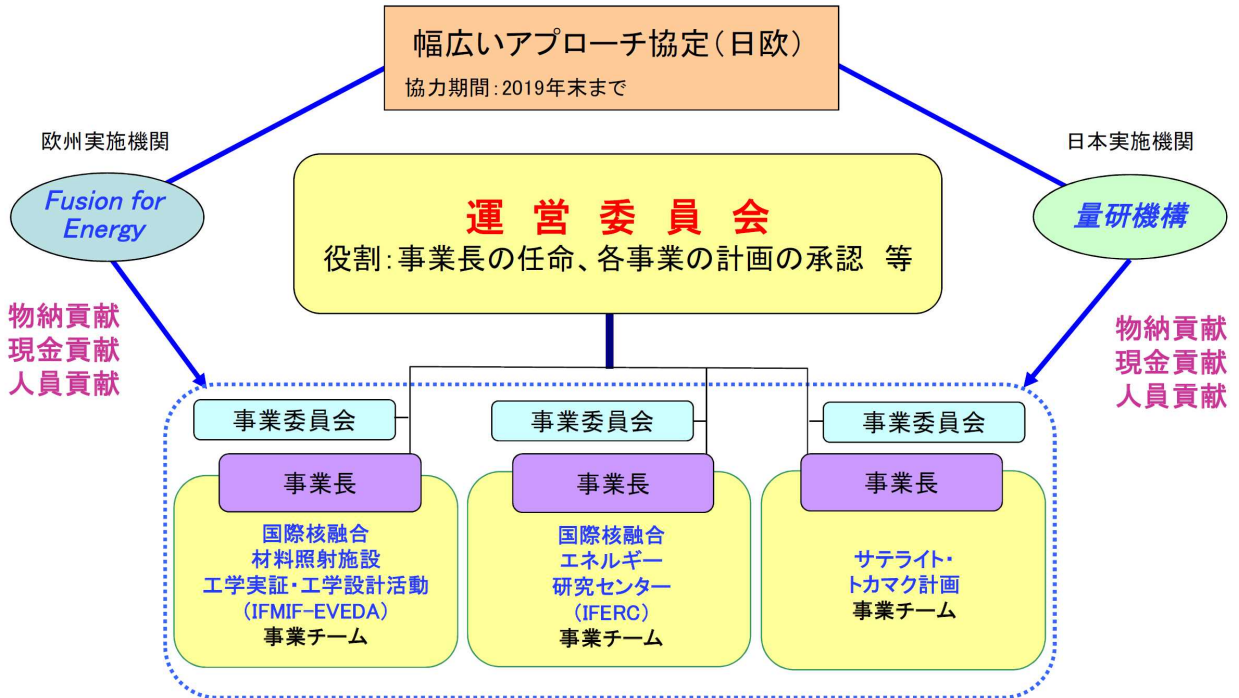 幅広いアプローチ協定(日欧)
協力期間:2019年末まで
欧州実施機関
日本実施機関
Fusion for
Energy
量研機構
運 営 委 員 会
役割:事業長の任命、各事業の計画の承認 等
物納貢献
現金貢献
人員貢献
物納貢献
現金貢献
人員貢献
事業委員会
事業委員会
事業委員会
事業長
事業長
事業長
国際核融合
材料照射施設
工学実証・工学設計活動
(IFMIF-EVEDA)
事業チーム
国際核融合
エネルギー
研究センター
(IFERC)
事業チーム
サテライト・
トカマク計画
事業チーム